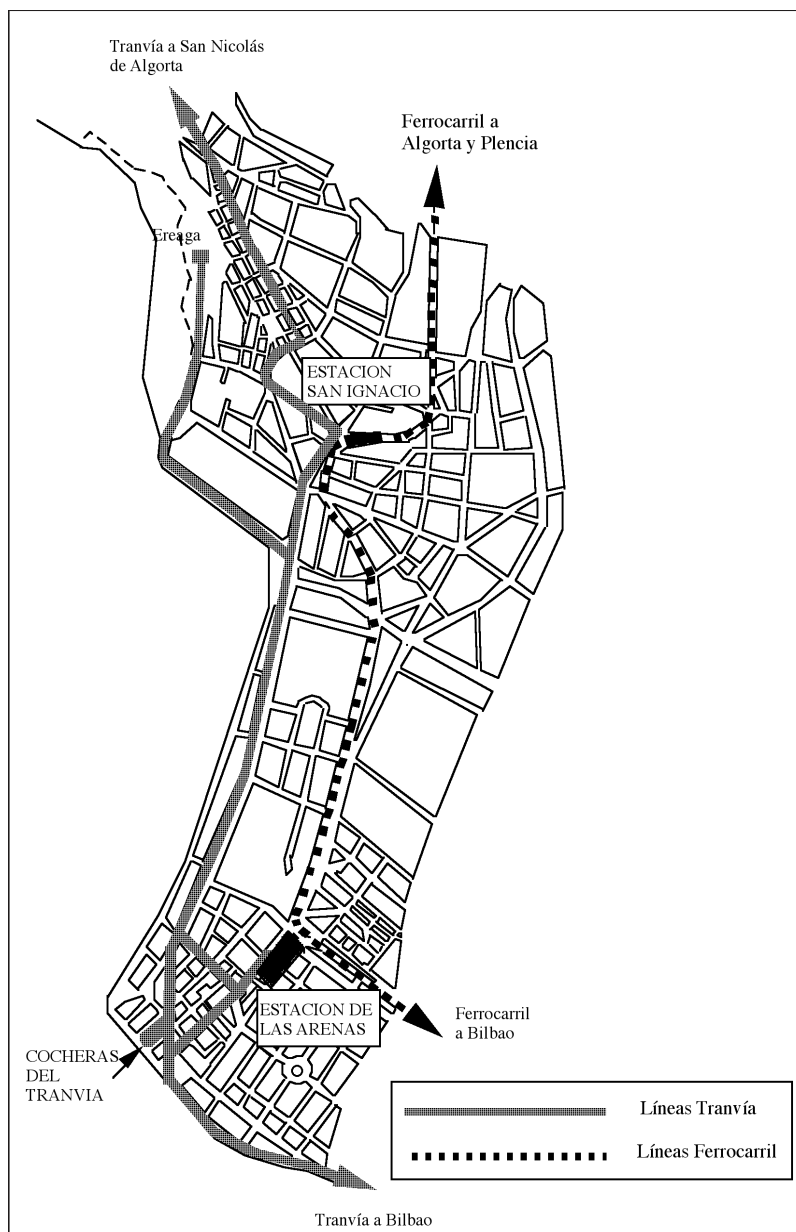 Tranvía a San Nicolás
de Algorta
Ferrocarril a
Algorta y Plencia
Ereaga
ESTACION
SAN IGNACIO
ESTACION DE
LAS ARENAS
Ferrocarril
a Bilbao
COCHERAS
DEL
TRANVIA
Líneas Tranvía
Líneas Ferrocarril
Tranvía a Bilbao